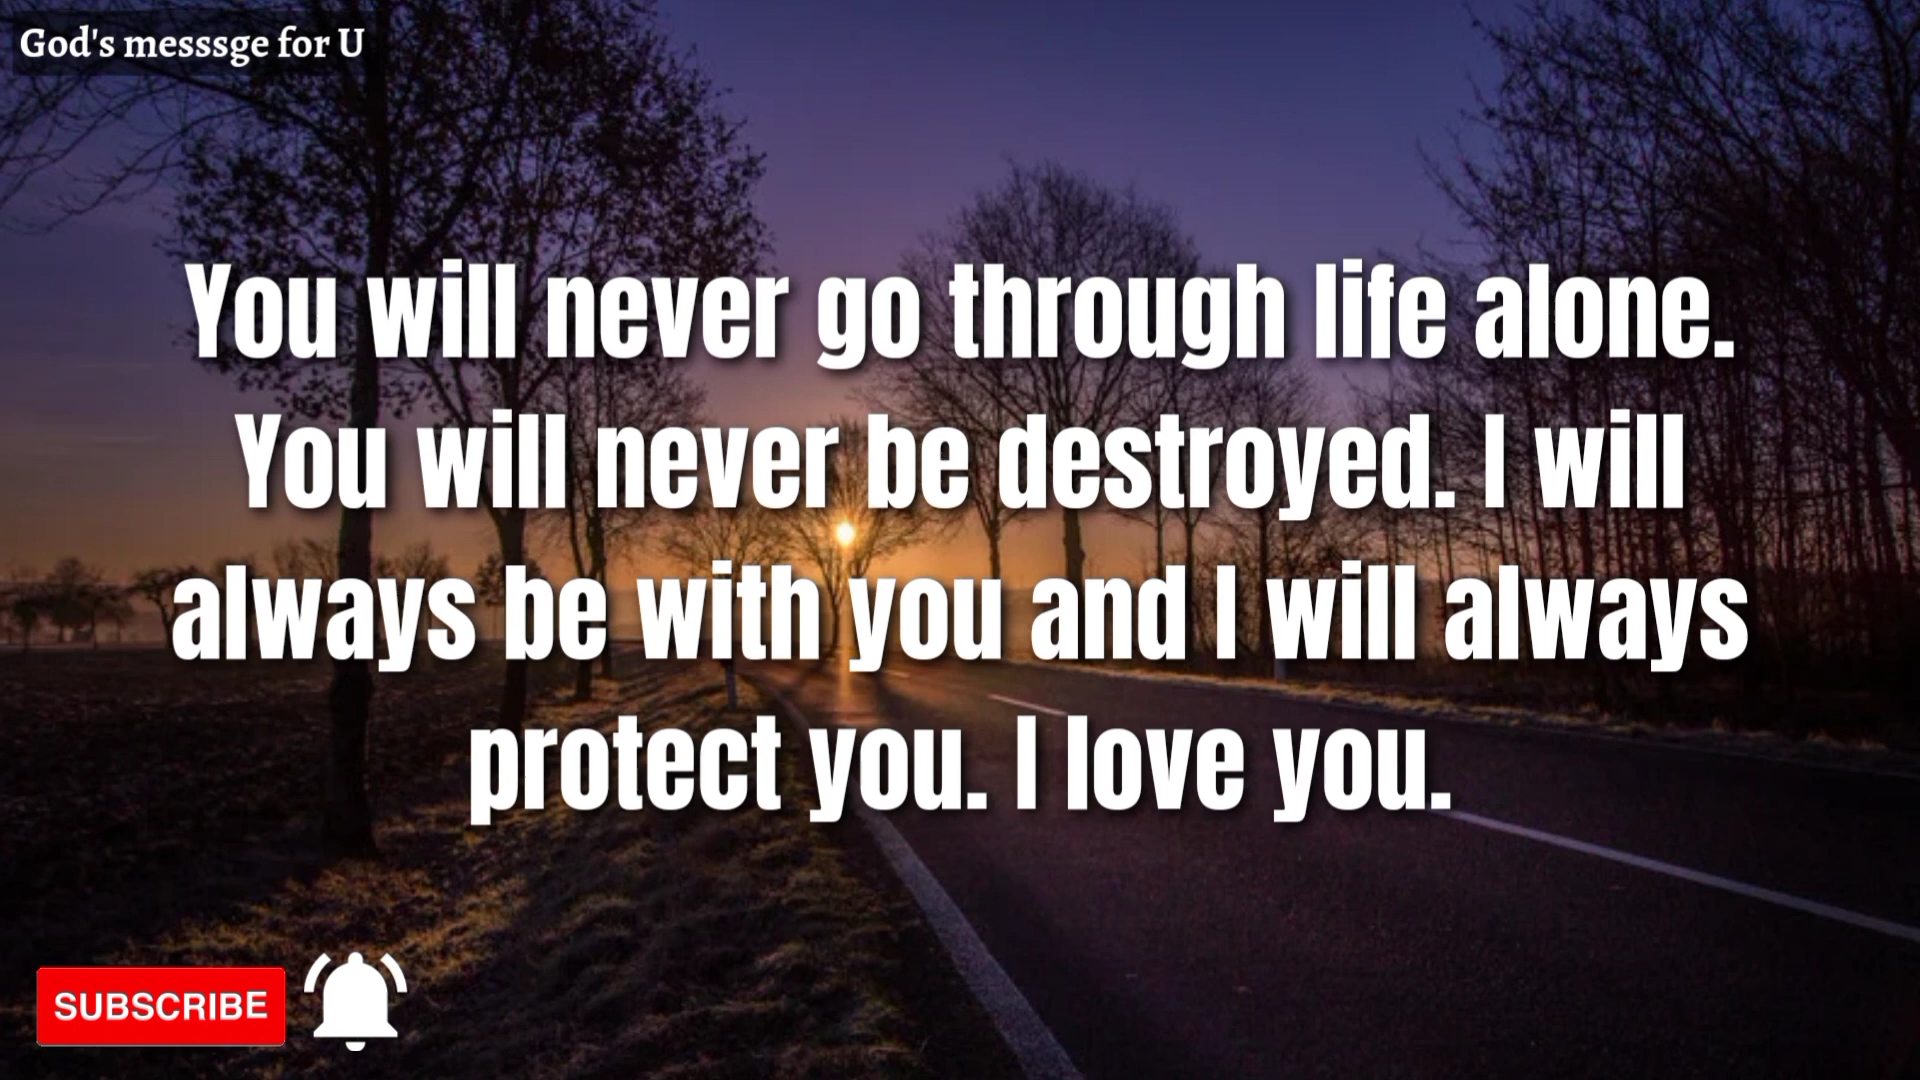 God's messsge for U
You will never go through life alone.
You will never be destroyed. I will
always be with you and I will always
protect you. I love you.
SUBSCRIBE